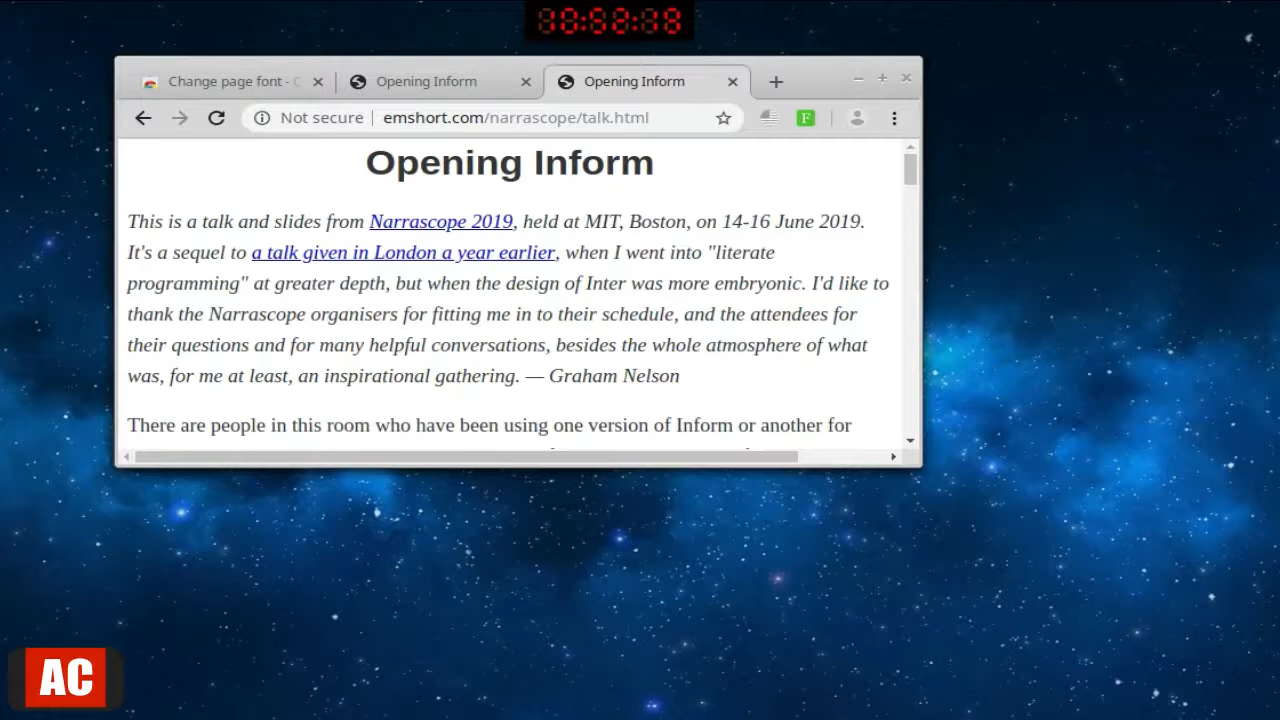 18:52:18
Change page font - C
Opening Inform
Opening Inform
Not secure | emshort.com/narrascope/talk.html
F
Opening Inform
This is a talk and slides from Narrascope 2019, held at MIT, Boston, on 14-16 June 2019.
It's a sequel to a talk given in London a year earlier, when I went into "literate
programming" at greater depth, but when the design of Inter was more embryonic. I'd like to
thank the Narrascope organisers for fitting me in to their schedule, and the attendees for
their questions and for many helpful conversations, besides the whole atmosphere of what
was, for me at least, an inspirational gathering. — Graham Nelson
There are people in this room who have been using one version of Inform or another for
AC